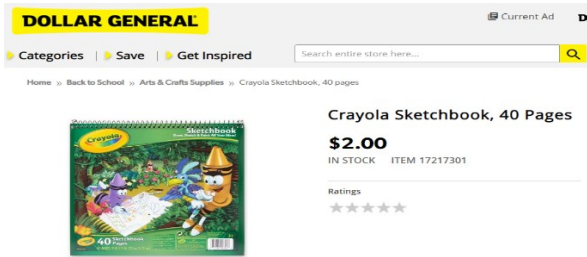 DOLLAR GENERAL
Current Ad
Categories | Save | Get Inspired
Search entire store here...
Home » Back to School » Arts & Crafts Supplies » Crayola Sketchbook, 40 pages
Crayola Sketchbook, 40 Pages
$2.00
IN STOCK ITEM 17217301
Ratings
Sketchbook
Crayola
40 Sketchbook
Pages